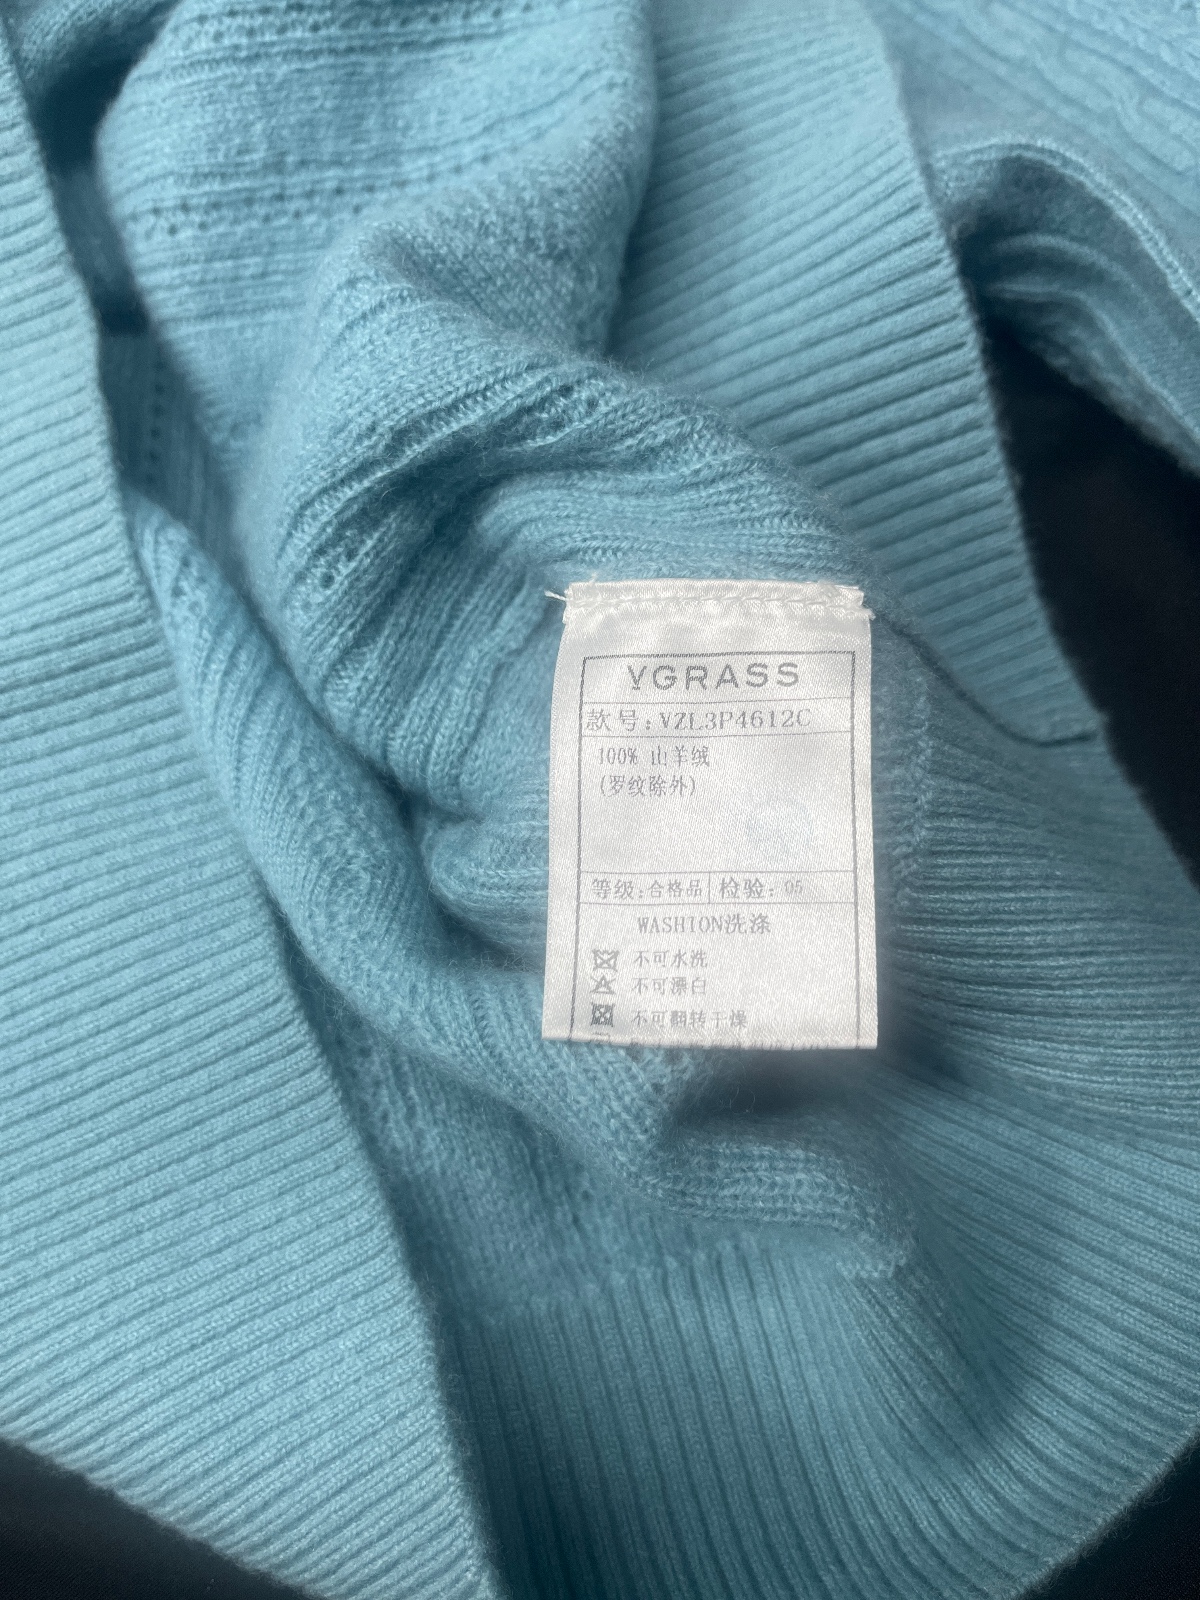 VGRASS
款号:VZL3P4612C
100% 山羊绒
(罗纹除外)
等级:合格品 检验:05
WASHION洗涤
不可水洗
不可漂白
不可翻转干燥